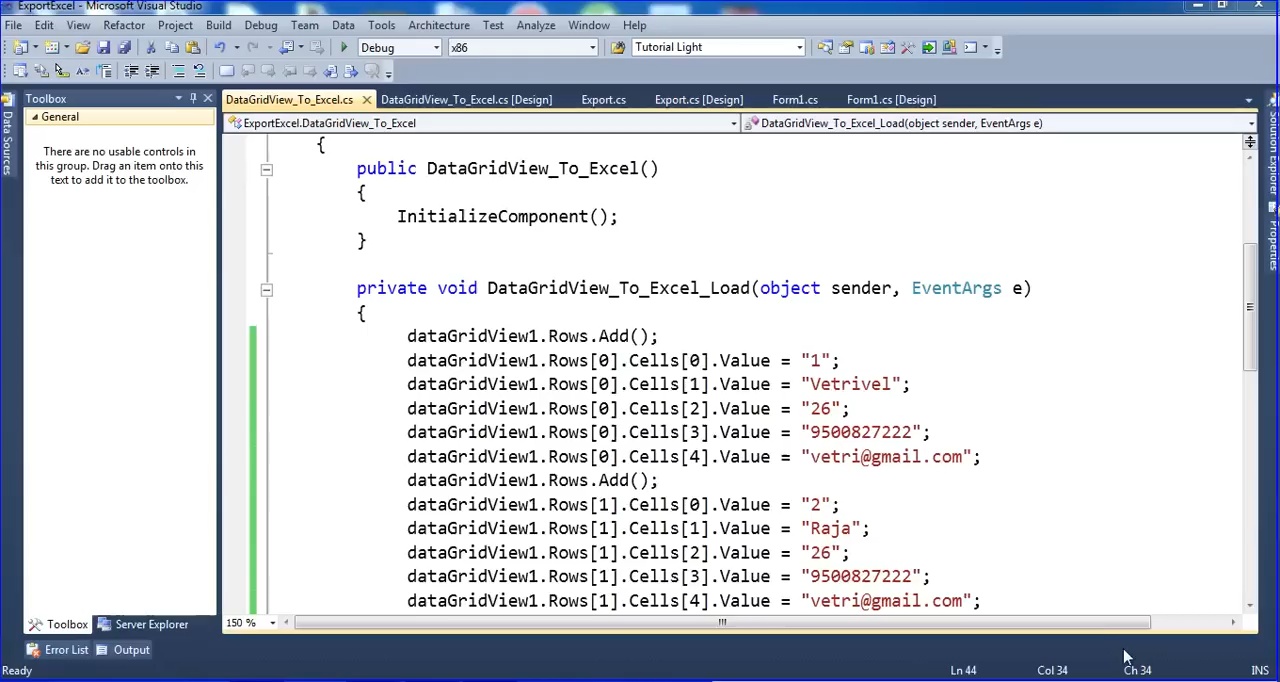 ExportExcel - Microsoft Visual Studio
File Edit View Refactor Project Build Debug Team Data Tools Architecture Test Analyze Window Help
Debug x86 Tutorial Light
Toolbox
DataGridView_To_Excel.cs DataGridView_To_Excel.cs [Design] Export.cs Export.cs [Design] Form1.cs Form1.cs [Design]
General
ExportExcel.DataGridView_To_Excel DataGridView_To_Excel_Load(object sender, EventArgs e)
Data Sources
Solution Explorer
Properties
There are no usable controls in
this group. Drag an item onto this
text to add it to the toolbox.
{
public DataGridView_To_Excel()
{
InitializeComponent();
}
private void DataGridView_To_Excel_Load(object sender, EventArgs e)
{
dataGridView1.Rows.Add();
dataGridView1.Rows[0].Cells[0].Value = "1";
dataGridView1.Rows[0].Cells[1].Value = "Vetrivel";
dataGridView1.Rows[0].Cells[2].Value = "26";
dataGridView1.Rows[0].Cells[3].Value = "9500827222";
dataGridView1.Rows[0].Cells[4].Value = "vetri@gmail.com";
dataGridView1.Rows.Add();
dataGridView1.Rows[1].Cells[0].Value = "2";
dataGridView1.Rows[1].Cells[1].Value = "Raja";
dataGridView1.Rows[1].Cells[2].Value = "26";
dataGridView1.Rows[1].Cells[3].Value = "9500827222";
dataGridView1.Rows[1].Cells[4].Value = "vetri@gmail.com";
Toolbox Server Explorer
150 %
Error List Output
Ready Ln 44 Col 34 Ch 34 INS